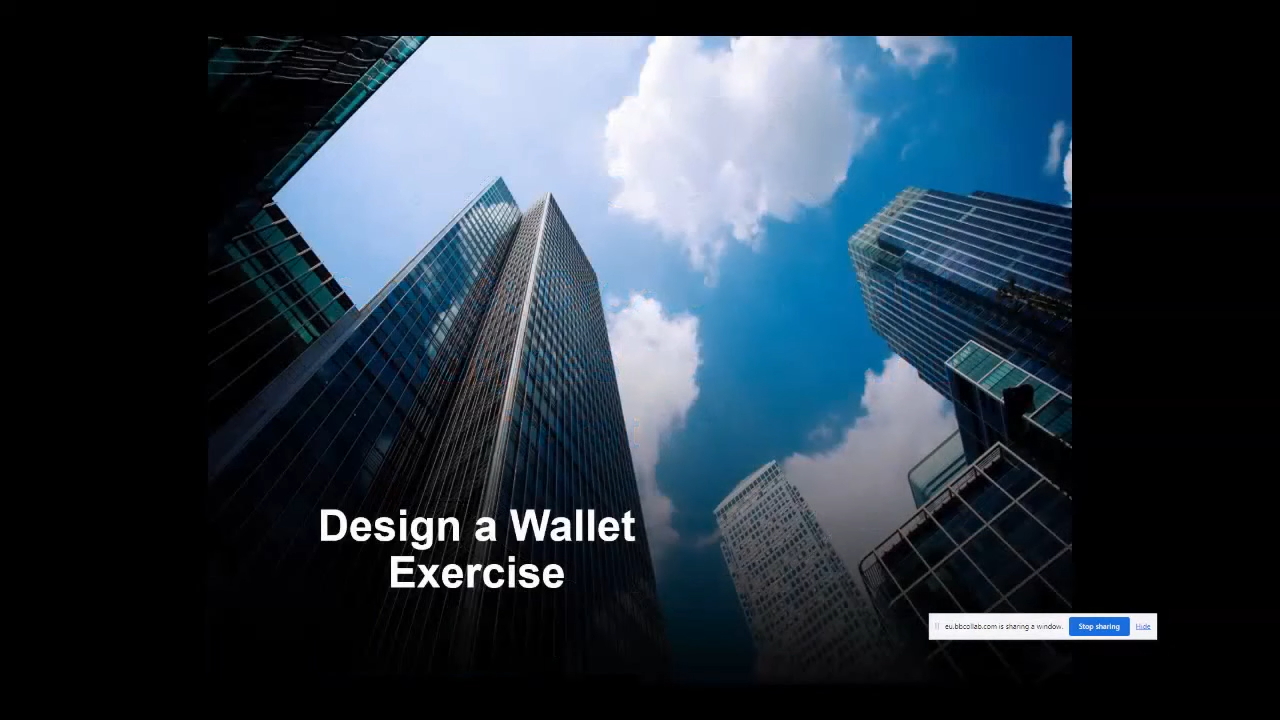 Design a Wallet
Exercise
eu.bbcollab.com is sharing a window.
Stop sharing
Hide